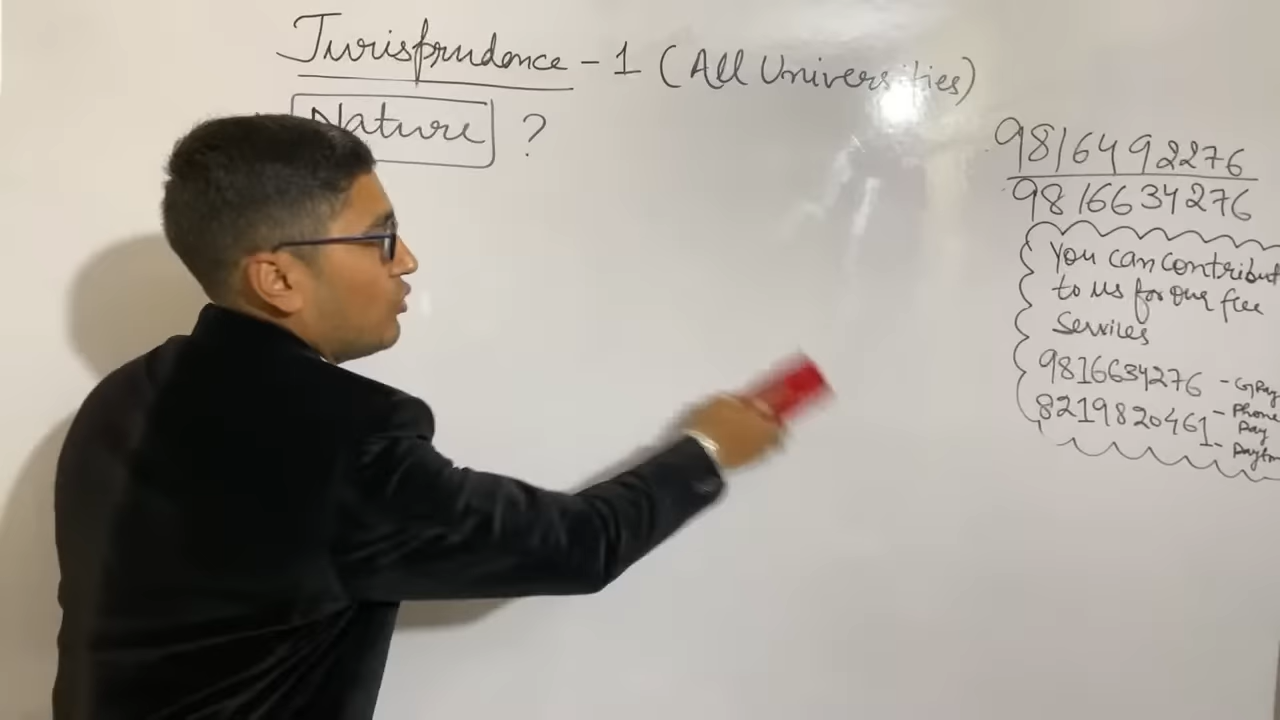 Jurisprudence - 1 (All Universities)
Nature ?
9816492276
9816634276
You can contribut
to us for our free
Services
9816634276 - GPay
8219820461 - Phone
Pay
- Paytm